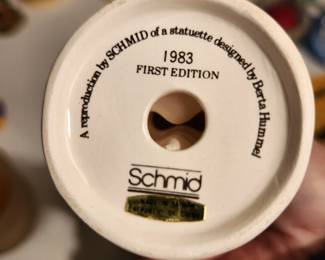 A reproduction by SCHMID of a statuette designed by Berta Hummel
1983
FIRST EDITION
Schmid